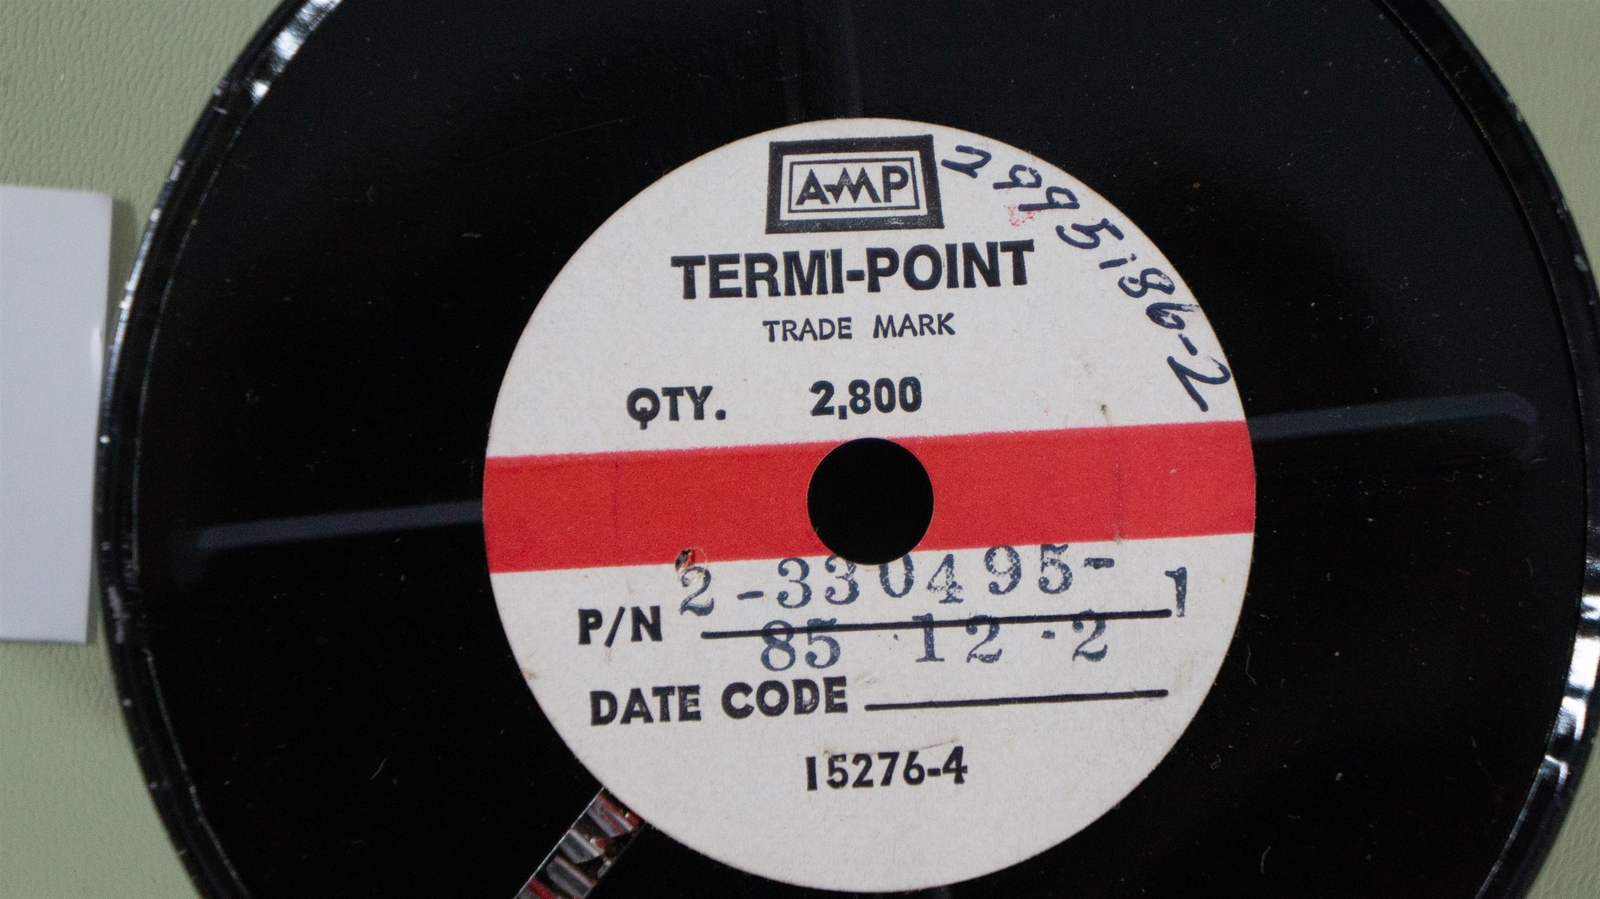 AMP
2995186-2
TERMI-POINT
TRADE MARK
QTY. 2,800
P/N 2-330495-1
85 12·2
DATE CODE
15276-4